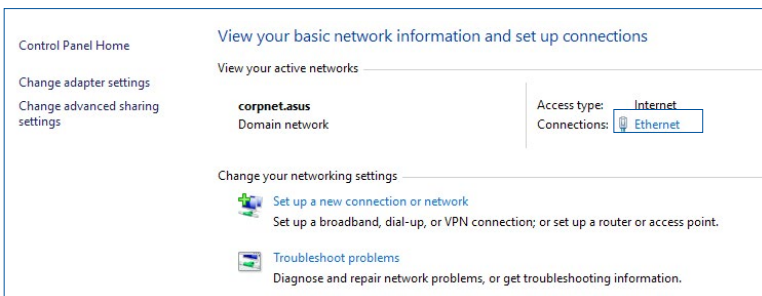 Control Panel Home
Change adapter settings
Change advanced sharing
settings
View your basic network information and set up connections
View your active networks
corpnet.asus
Domain network
Access type: Internet
Connections: Ethernet
Change your networking settings
Set up a new connection or network
Set up a broadband, dial-up, or VPN connection; or set up a router or access point.
Troubleshoot problems
Diagnose and repair network problems, or get troubleshooting information.